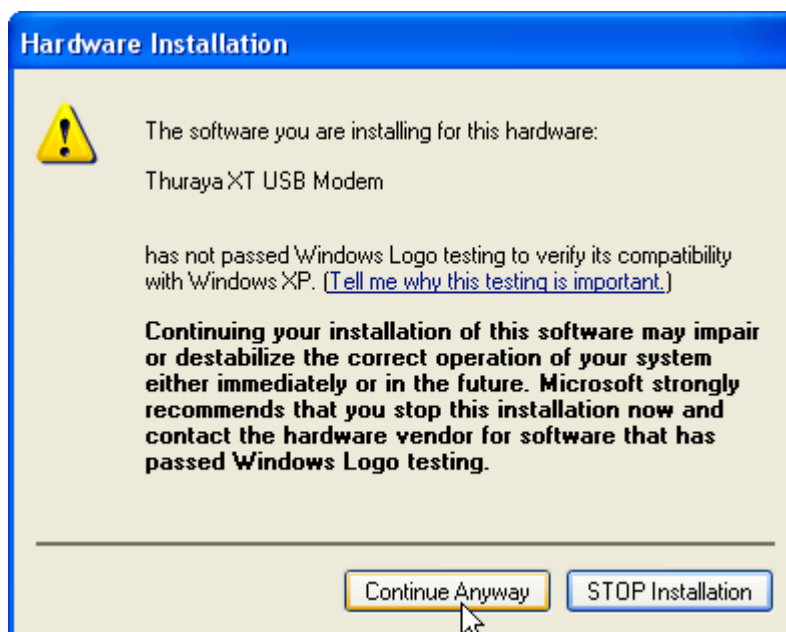 Hardware Installation
The software you are installing for this hardware:
Thuraya XT USB Modem
has not passed Windows Logo testing to verify its compatibility
with Windows XP. (Tell me why this testing is important.)
Continuing your installation of this software may impair
or destabilize the correct operation of your system
either immediately or in the future. Microsoft strongly
recommends that you stop this installation now and
contact the hardware vendor for software that has
passed Windows Logo testing.
Continue Anyway STOP Installation